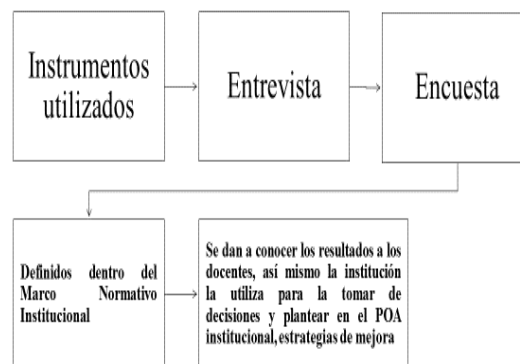 Instrumentos
utilizados
Entrevista
Encuesta
Definidos dentro del
Marco Normativo
Institucional
Se dan a conocer los resultados a los
docentes, así mismo la institución
la utiliza para la tomar de
decisiones y plantear en el POA
institucional, estrategias de mejora